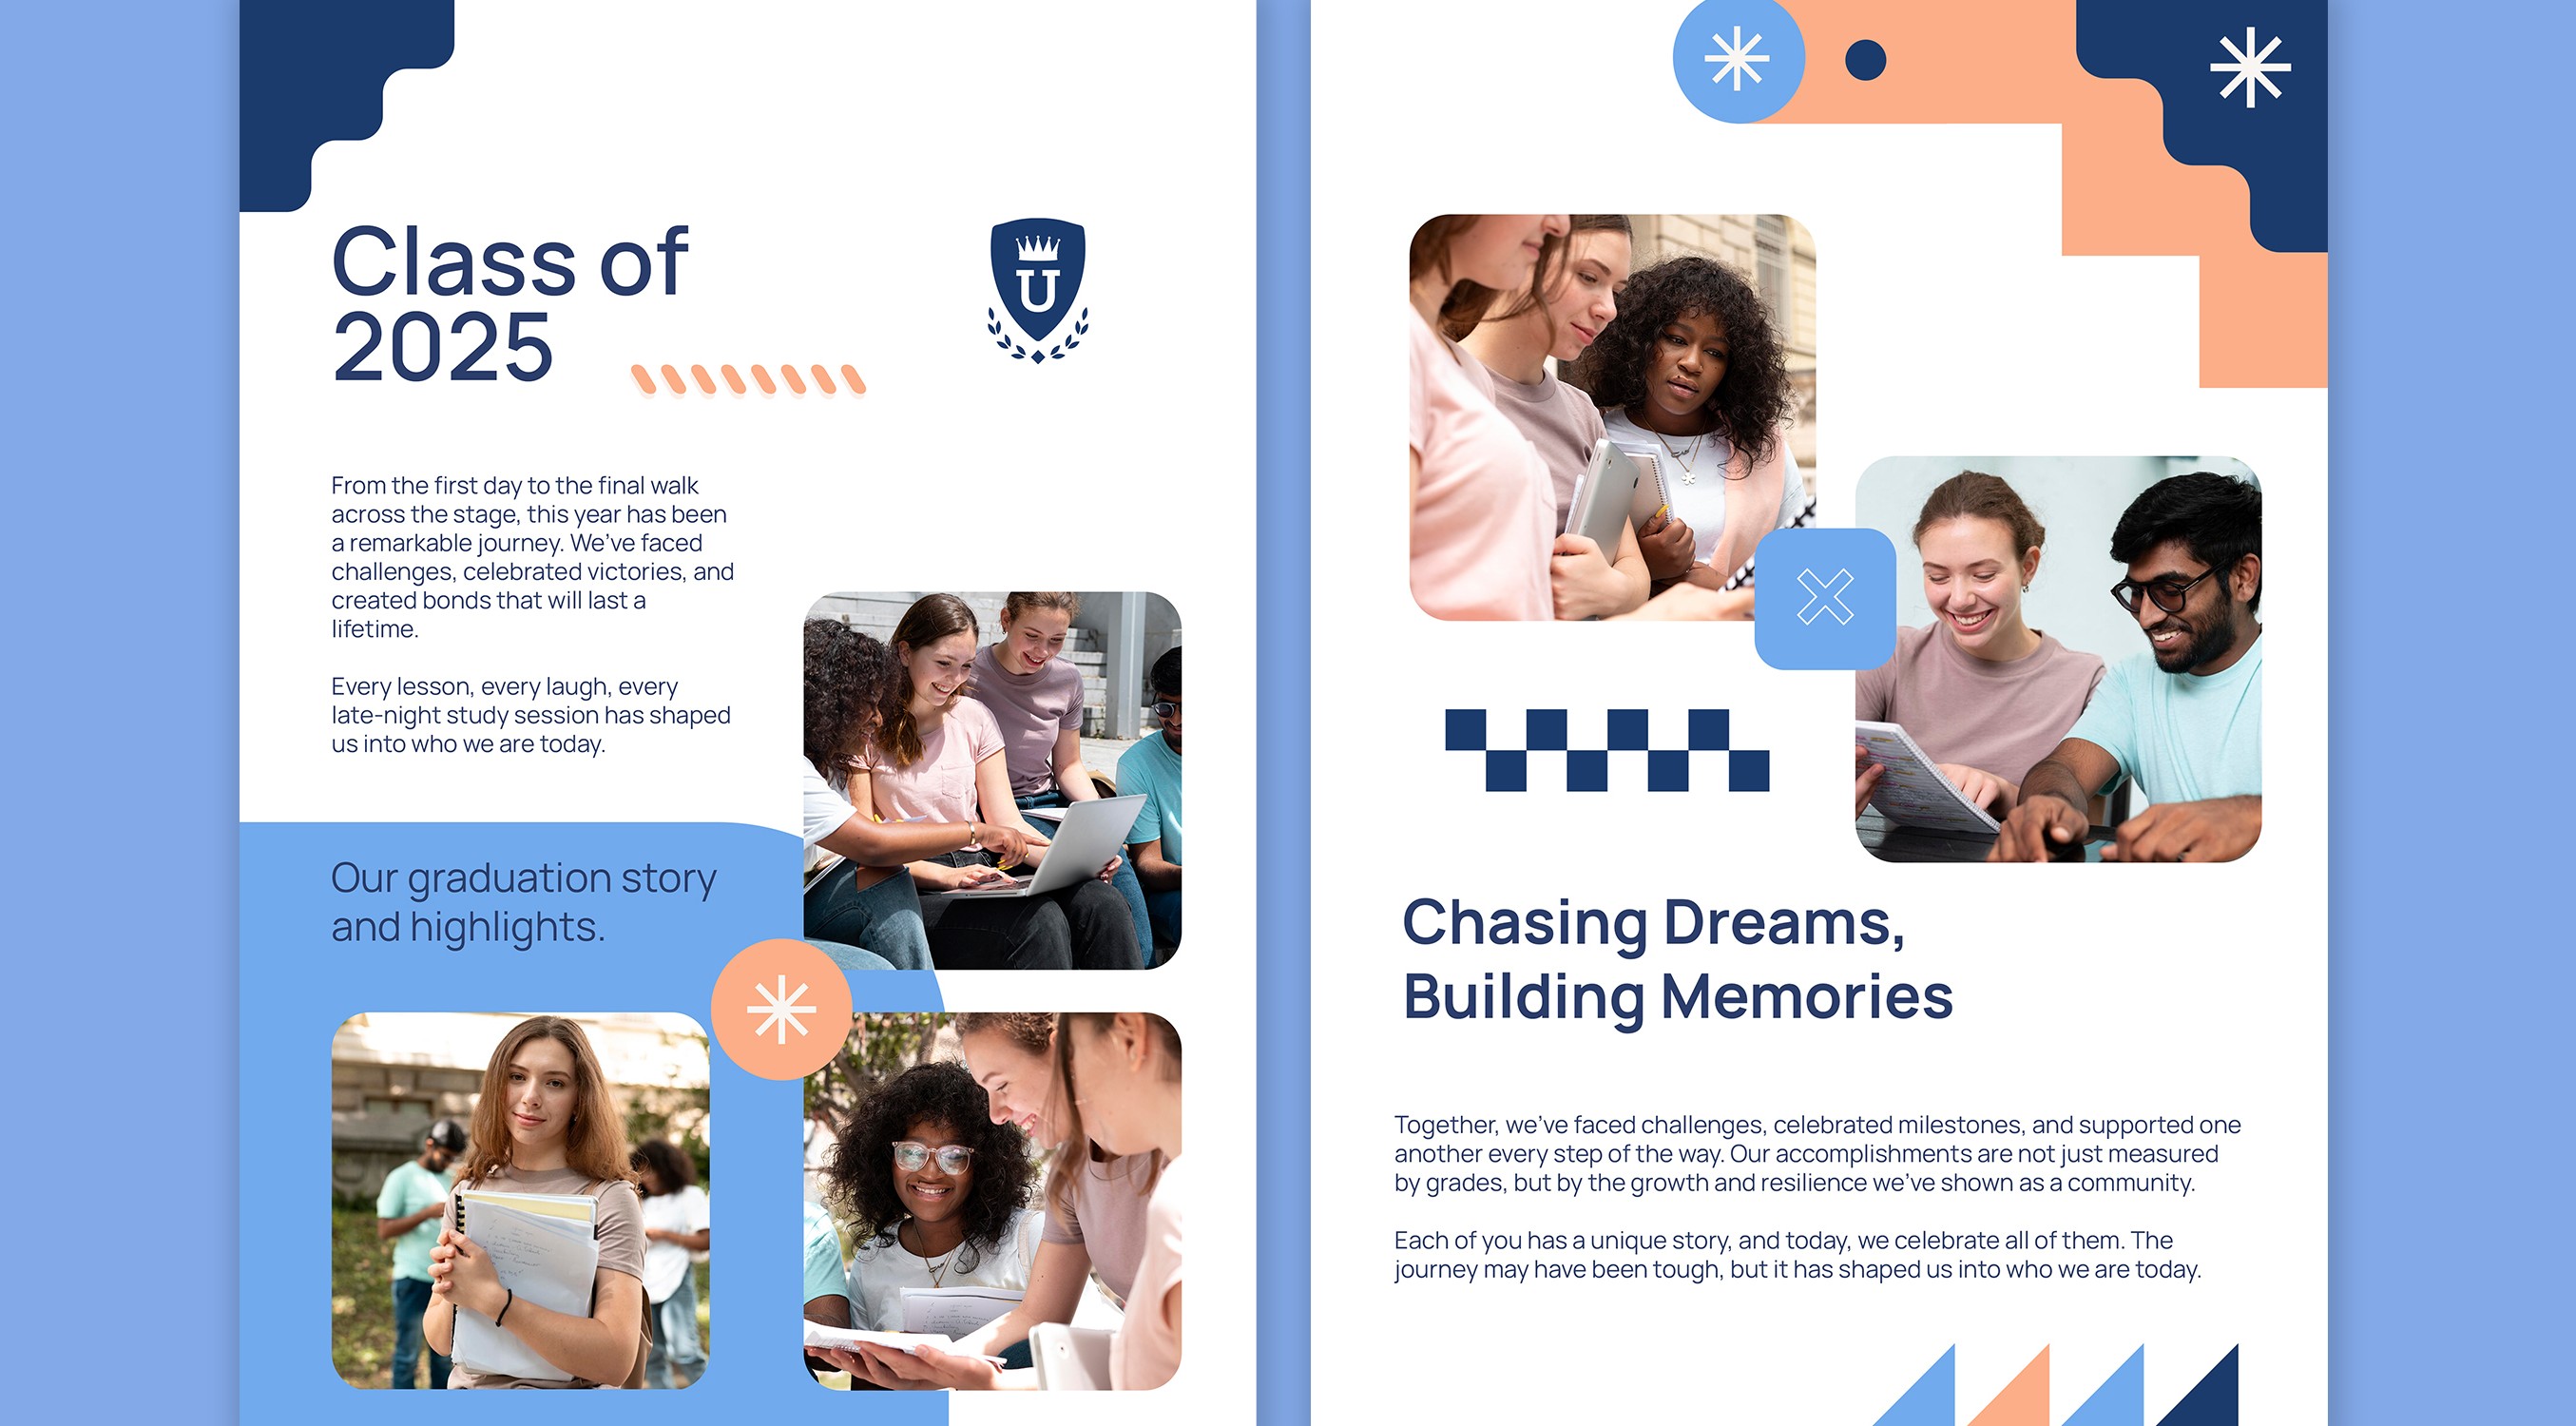 Class of
2025
U
From the first day to the final walk
across the stage, this year has been
a remarkable journey. We’ve faced
challenges, celebrated victories, and
created bonds that will last a
lifetime.
Every lesson, every laugh, every
late-night study session has shaped
us into who we are today.
Our graduation story
and highlights.
Chasing Dreams,
Building Memories
Together, we’ve faced challenges, celebrated milestones, and supported one
another every step of the way. Our accomplishments are not just measured
by grades, but by the growth and resilience we’ve shown as a community.
Each of you has a unique story, and today, we celebrate all of them. The
journey may have been tough, but it has shaped us into who we are today.